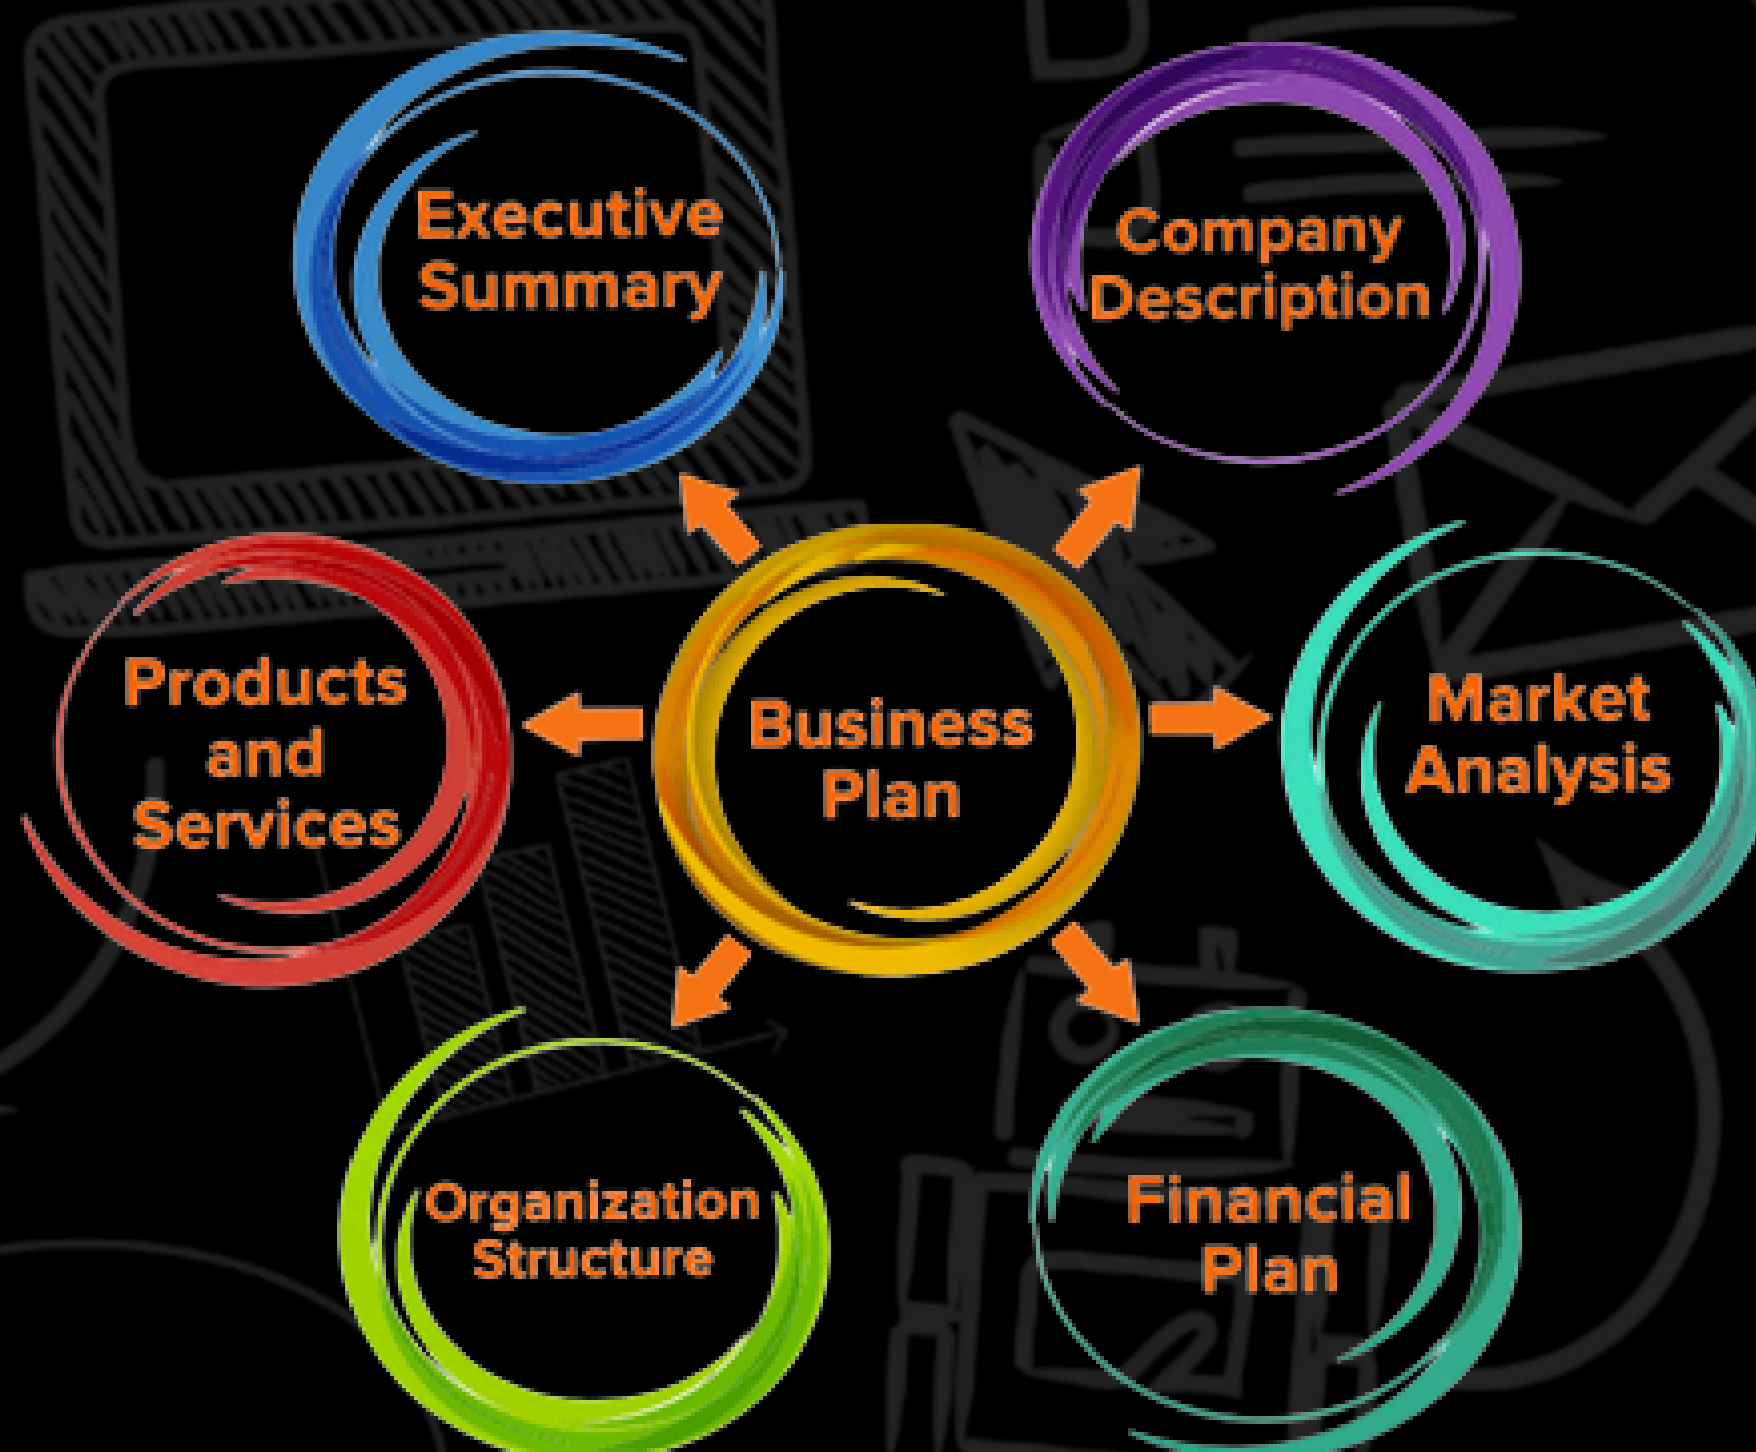 Executive
Summary
Company
Description
Products
and
Services
Business
Plan
Market
Analysis
Organization
Structure
Financial
Plan